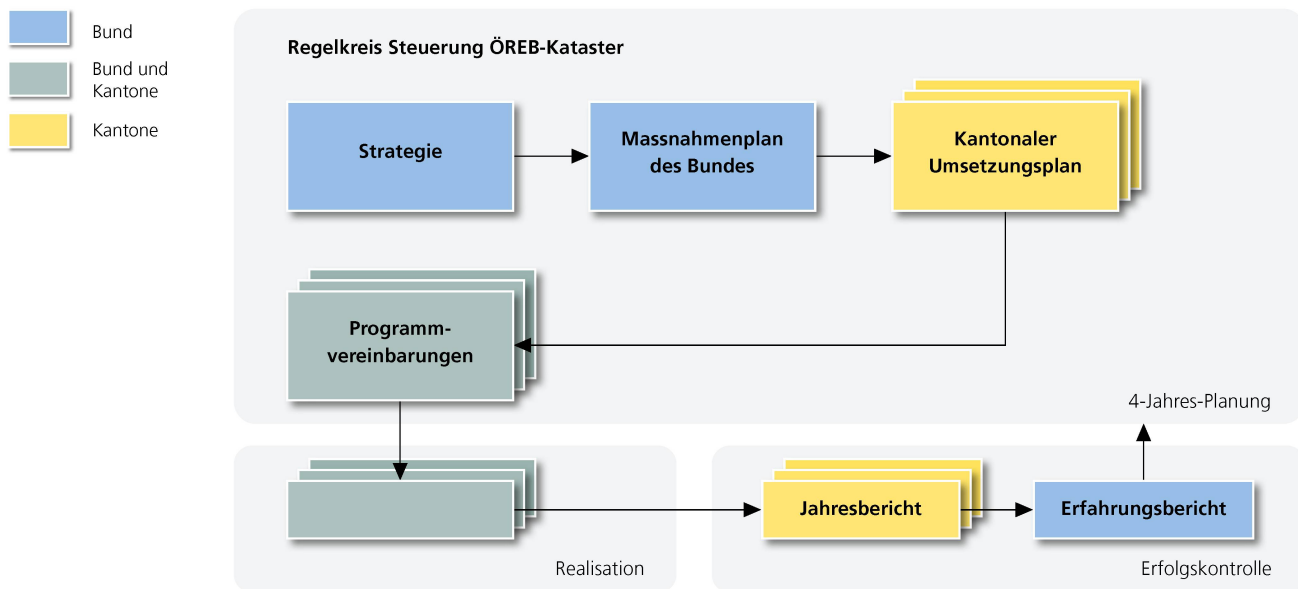 Bund
Bund und
Kantone
Kantone
Regelkreis Steuerung ÖREB-Kataster
Strategie
Massnahmenplan
des Bundes
Kantonaler
Umsetzungsplan
Programm-
vereinbarungen
4-Jahres-Planung
Jahresbericht
Erfahrungsbericht
Realisation
Erfolgskontrolle